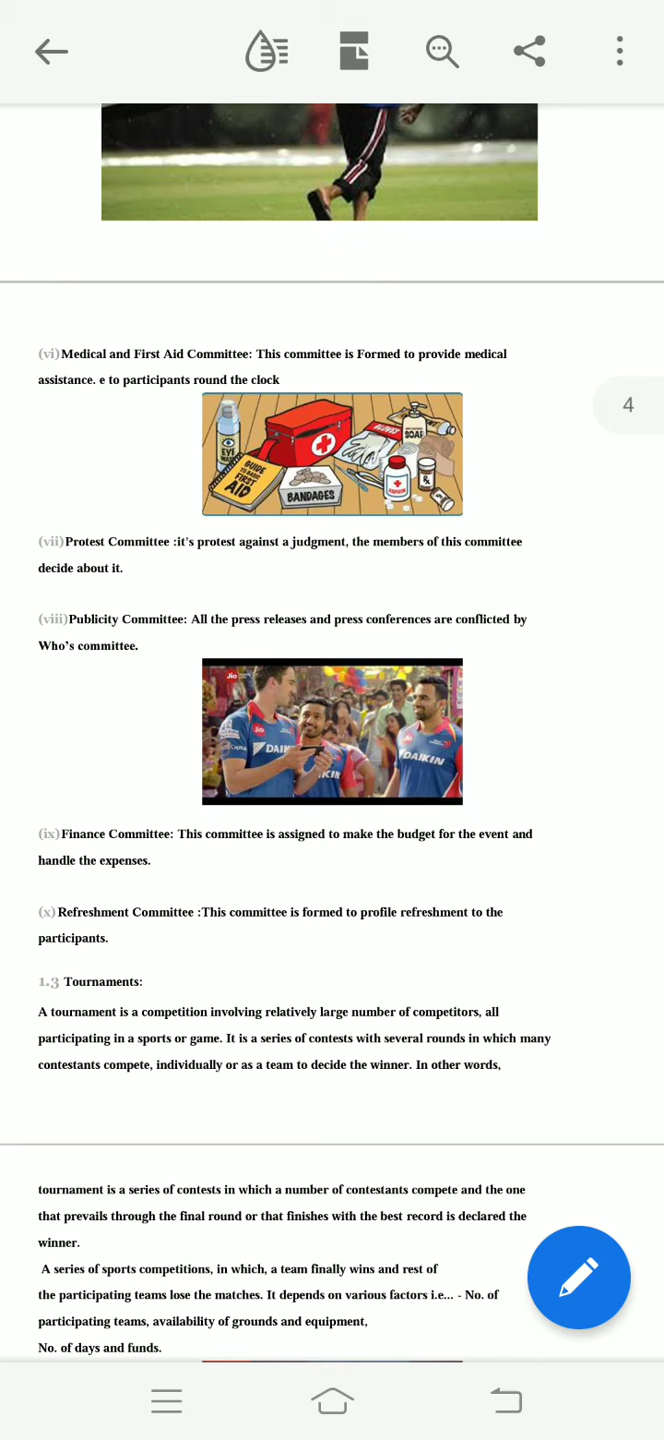 (vi) Medical and First Aid Committee: This committee is Formed to provide medical
assistance. e to participants round the clock
4
EYE
GUIDE
TO BASIC
FIRST
AID
BANDAGES
GLOVES
SOAP
ASPIRIN
Rx
(vii)Protest Committee :it's protest against a judgment, the members of this committee
decide about it.
(viii)Publicity Committee: All the press releases and press conferences are conflicted by
Who's committee.
Jio
Jio
DAIKIN
DAIKIN
(ix) Finance Committee: This committee is assigned to make the budget for the event and
handle the expenses.
(x) Refreshment Committee :This committee is formed to profile refreshment to the
participants.
1.3 Tournaments:
A tournament is a competition involving relatively large number of competitors, all
participating in a sports or game. It is a series of contests with several rounds in which many
contestants compete, individually or as a team to decide the winner. In other words,
tournament is a series of contests in which a number of contestants compete and the one
that prevails through the final round or that finishes with the best record is declared the
winner.
A series of sports competitions, in which, a team finally wins and rest of
the participating teams lose the matches. It depends on various factors i.e... - No. of
participating teams, availability of grounds and equipment,
No. of days and funds.